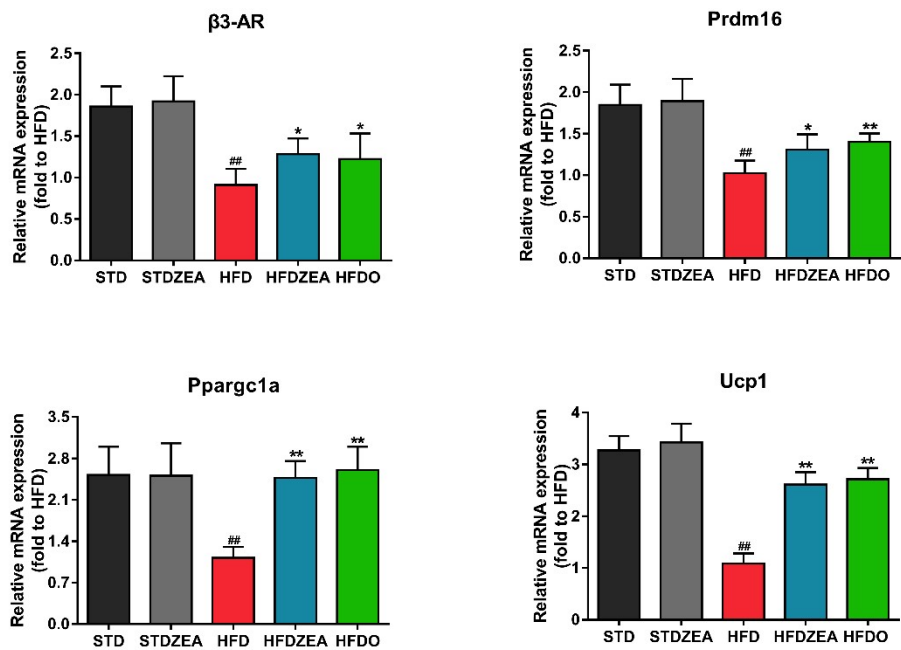 β3-AR
Relative mRNA expression
(fold to HFD)
2.5
2.0
1.5
1.0
0.5
0.0
##
*
*
STD STDZEA HFD HFDZEA HFDO
Prdm16
Relative mRNA expression
(fold to HFD)
2.5
2.0
1.5
1.0
0.5
0.0
##
*
**
STD STDZEA HFD HFDZEA HFDO
Ppargc1a
Relative mRNA expression
(fold to HFD)
3.5
2.8
2.1
1.4
0.7
0.0
##
**
**
STD STDZEA HFD HFDZEA HFDO
Ucp1
Relative mRNA expression
(fold to HFD)
4
3
2
1
0
##
**
**
STD STDZEA HFD HFDZEA HFDO